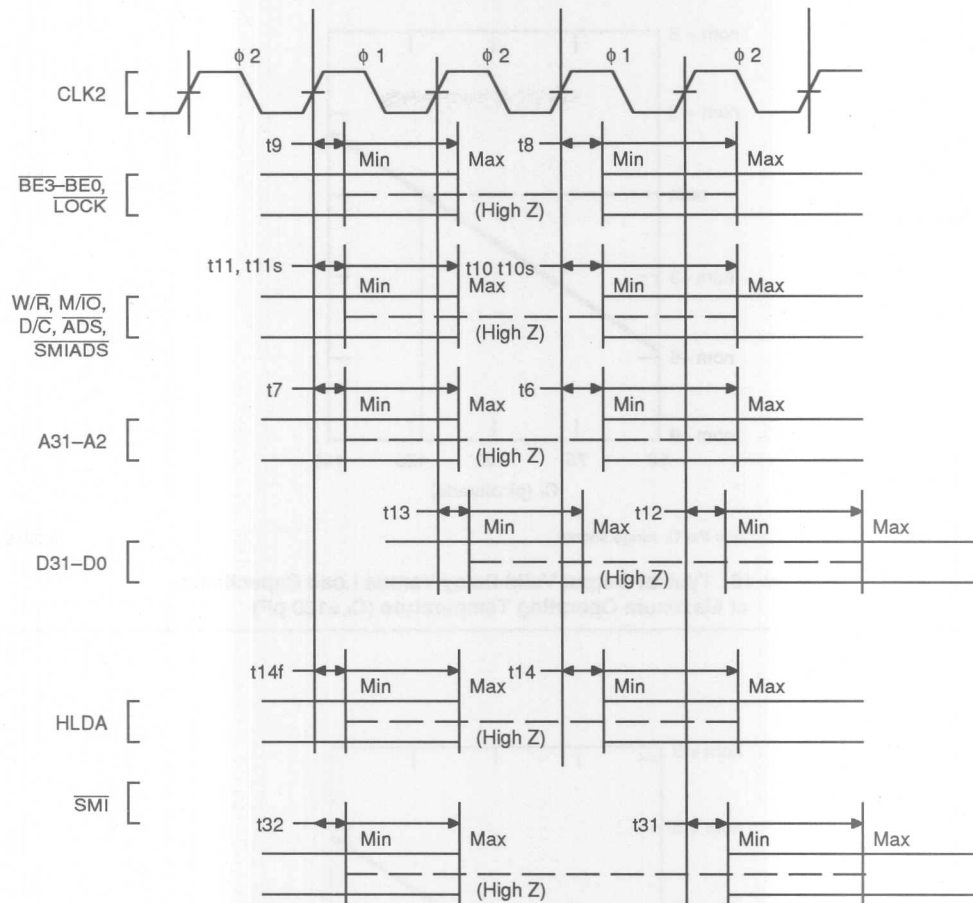 φ 2 φ 1 φ 2 φ 1 φ 2
CLK2
t9 Min Max t8 Min Max
BE3–BE0,
LOCK
(High Z)
t11, t11s Min Max t10 t10s Min Max
W/R, M/IO,
D/C, ADS,
SMIADS
(High Z)
t7 Min Max t6 Min Max
A31–A2
(High Z)
t13 Min Max t12 Min Max
D31–D0
(High Z)
t14f Min Max t14 Min Max
HLDA
(High Z)
SMI
t32 Min Max t31 Min Max
(High Z)